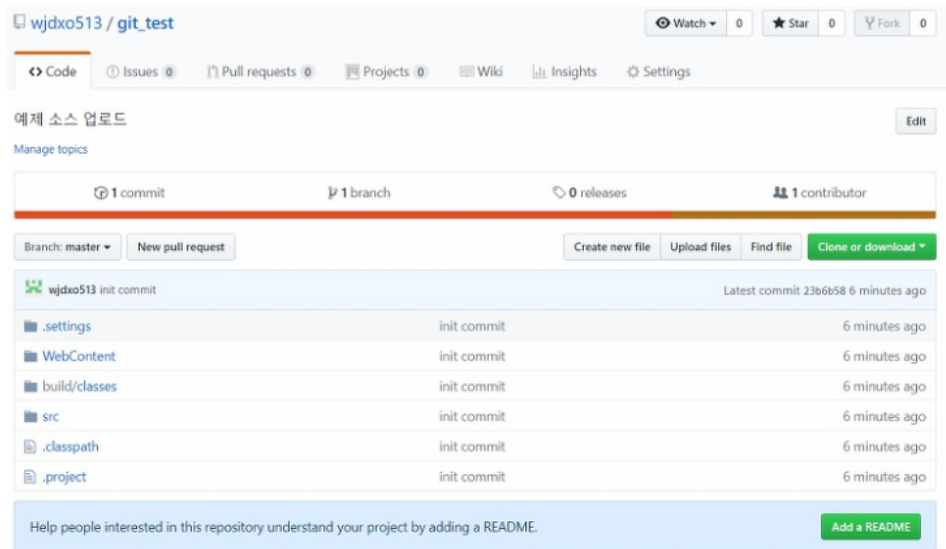 wjdxo513 / git_test
Watch 0 Star 0 Fork 0
Code Issues 0 Pull requests 0 Projects 0 Wiki Insights Settings
예제 소스 업로드 Edit
Manage topics
1 commit 1 branch 0 releases 1 contributor
Branch: master New pull request Create new file Upload files Find file Clone or download
wjdxo513 init commit Latest commit 23b6b58 6 minutes ago
.settings init commit 6 minutes ago
WebContent init commit 6 minutes ago
build/classes init commit 6 minutes ago
src init commit 6 minutes ago
.classpath init commit 6 minutes ago
.project init commit 6 minutes ago
Help people interested in this repository understand your project by adding a README. Add a README